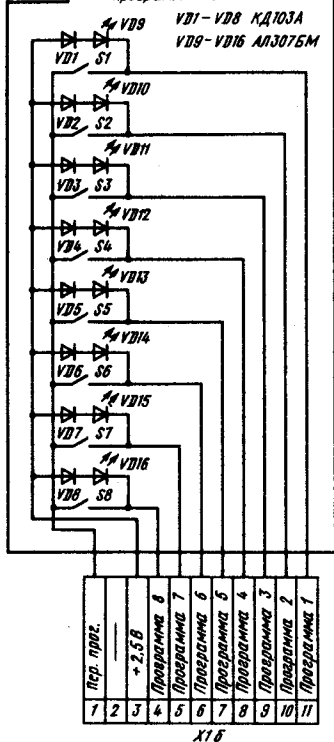 VD1-VD8 КД103А
VD9-VD16 АЛ307БМ
VD9
VD1 S1
VD10
VD2 S2
VD11
VD3 S3
VD12
VD4 S4
VD13
VD5 S5
VD14
VD6 S6
VD15
VD7 S7
VD16
VD8 S8
Пер. прог.
+2,5В
Программа 8
Программа 7
Программа 6
Программа 5
Программа 4
Программа 3
Программа 2
Программа 1
1 2 3 4 5 6 7 8 9 10 11
X1 б